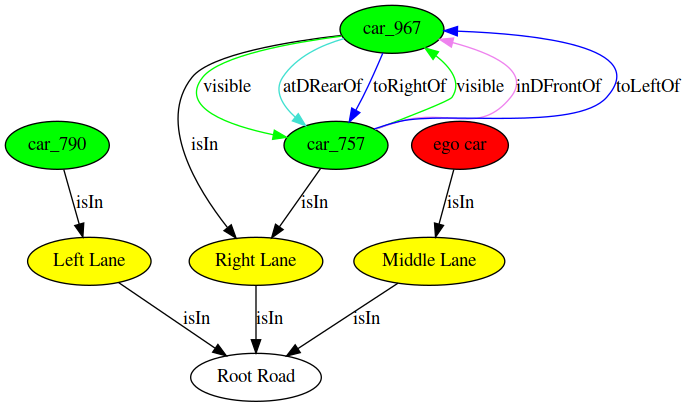 car_967
visible
atDRearOf
toRightOf
visible
inDFrontOf
toLeftOf
car_790
isIn
car_757
ego car
isIn
isIn
isIn
Left Lane
Right Lane
Middle Lane
isIn
isIn
isIn
Root Road